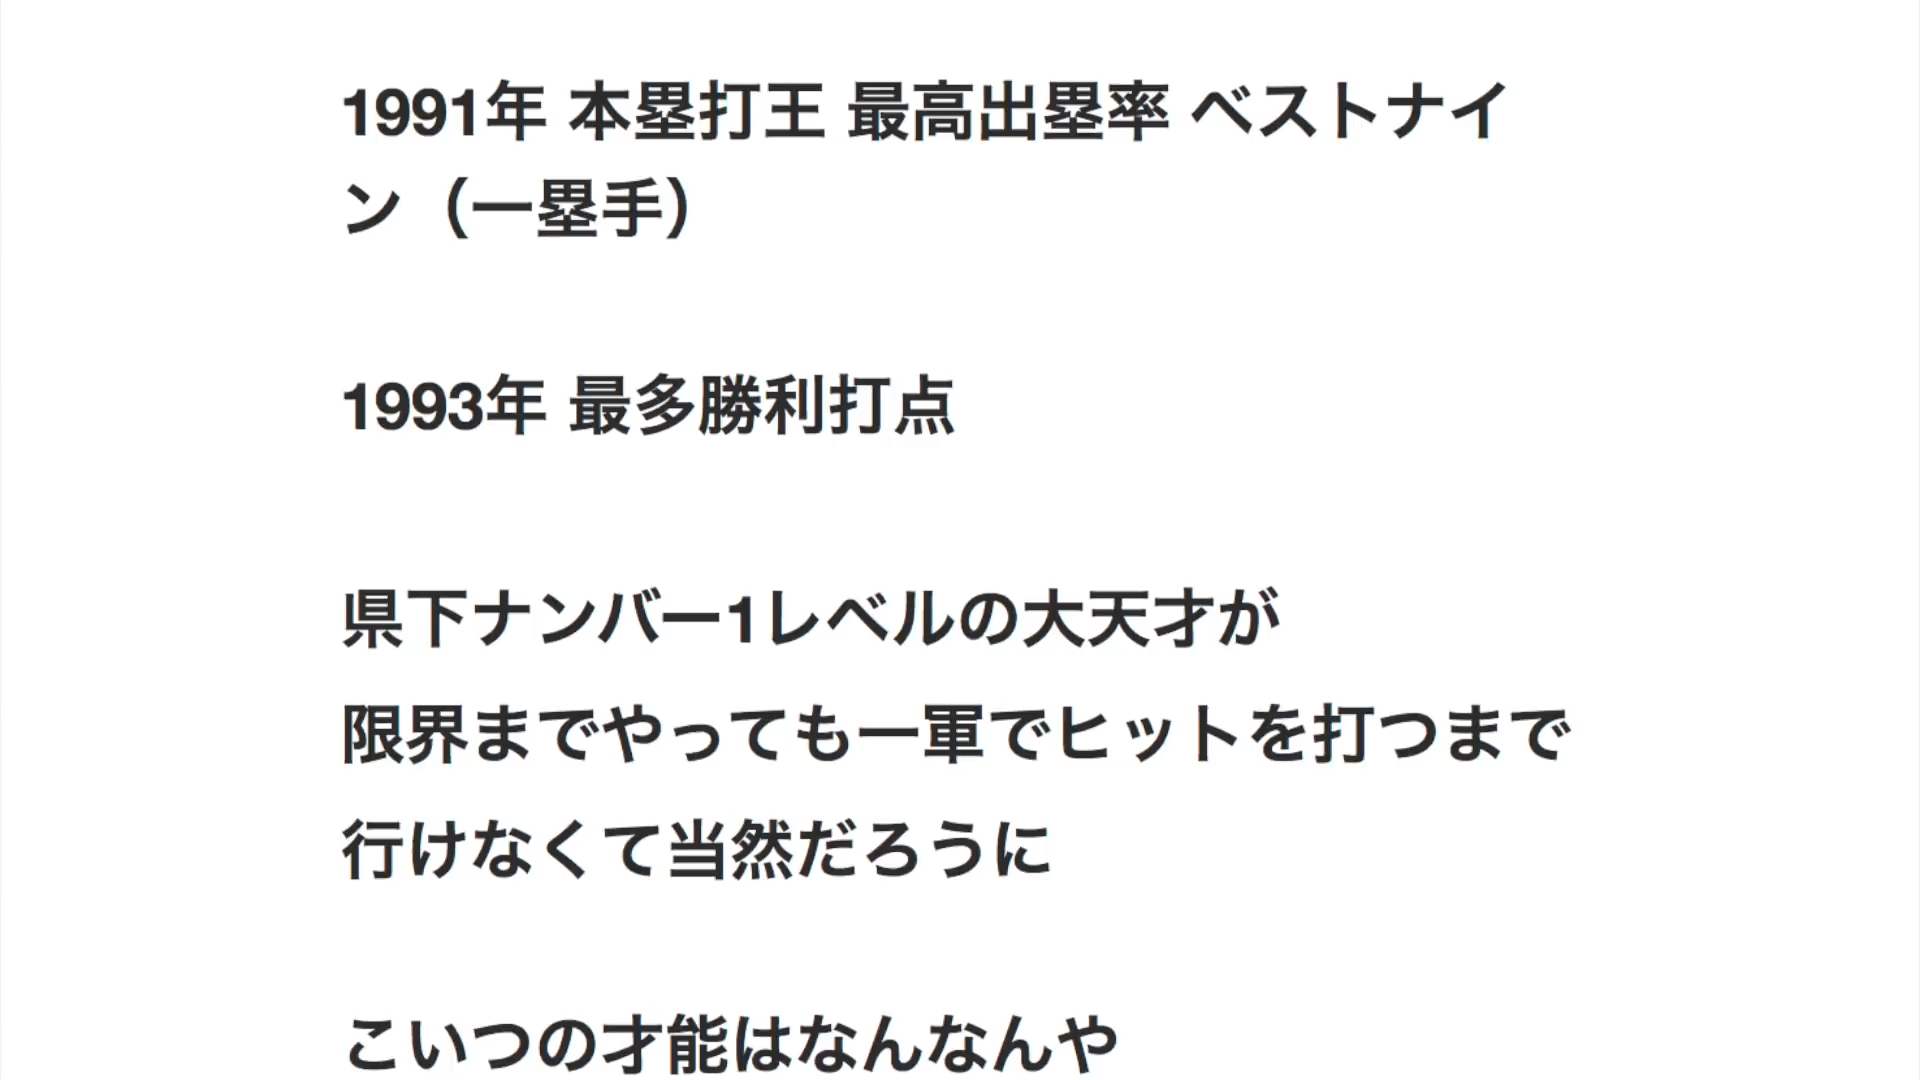 1991年 本塁打王 最高出塁率 ベストナイ
ン（一塁手）
1993年 最多勝利打点
県下ナンバー1レベルの大天才が
限界までやっても一軍でヒットを打つまで
行けなくて当然だろうに
こいつの才能はなんなんや